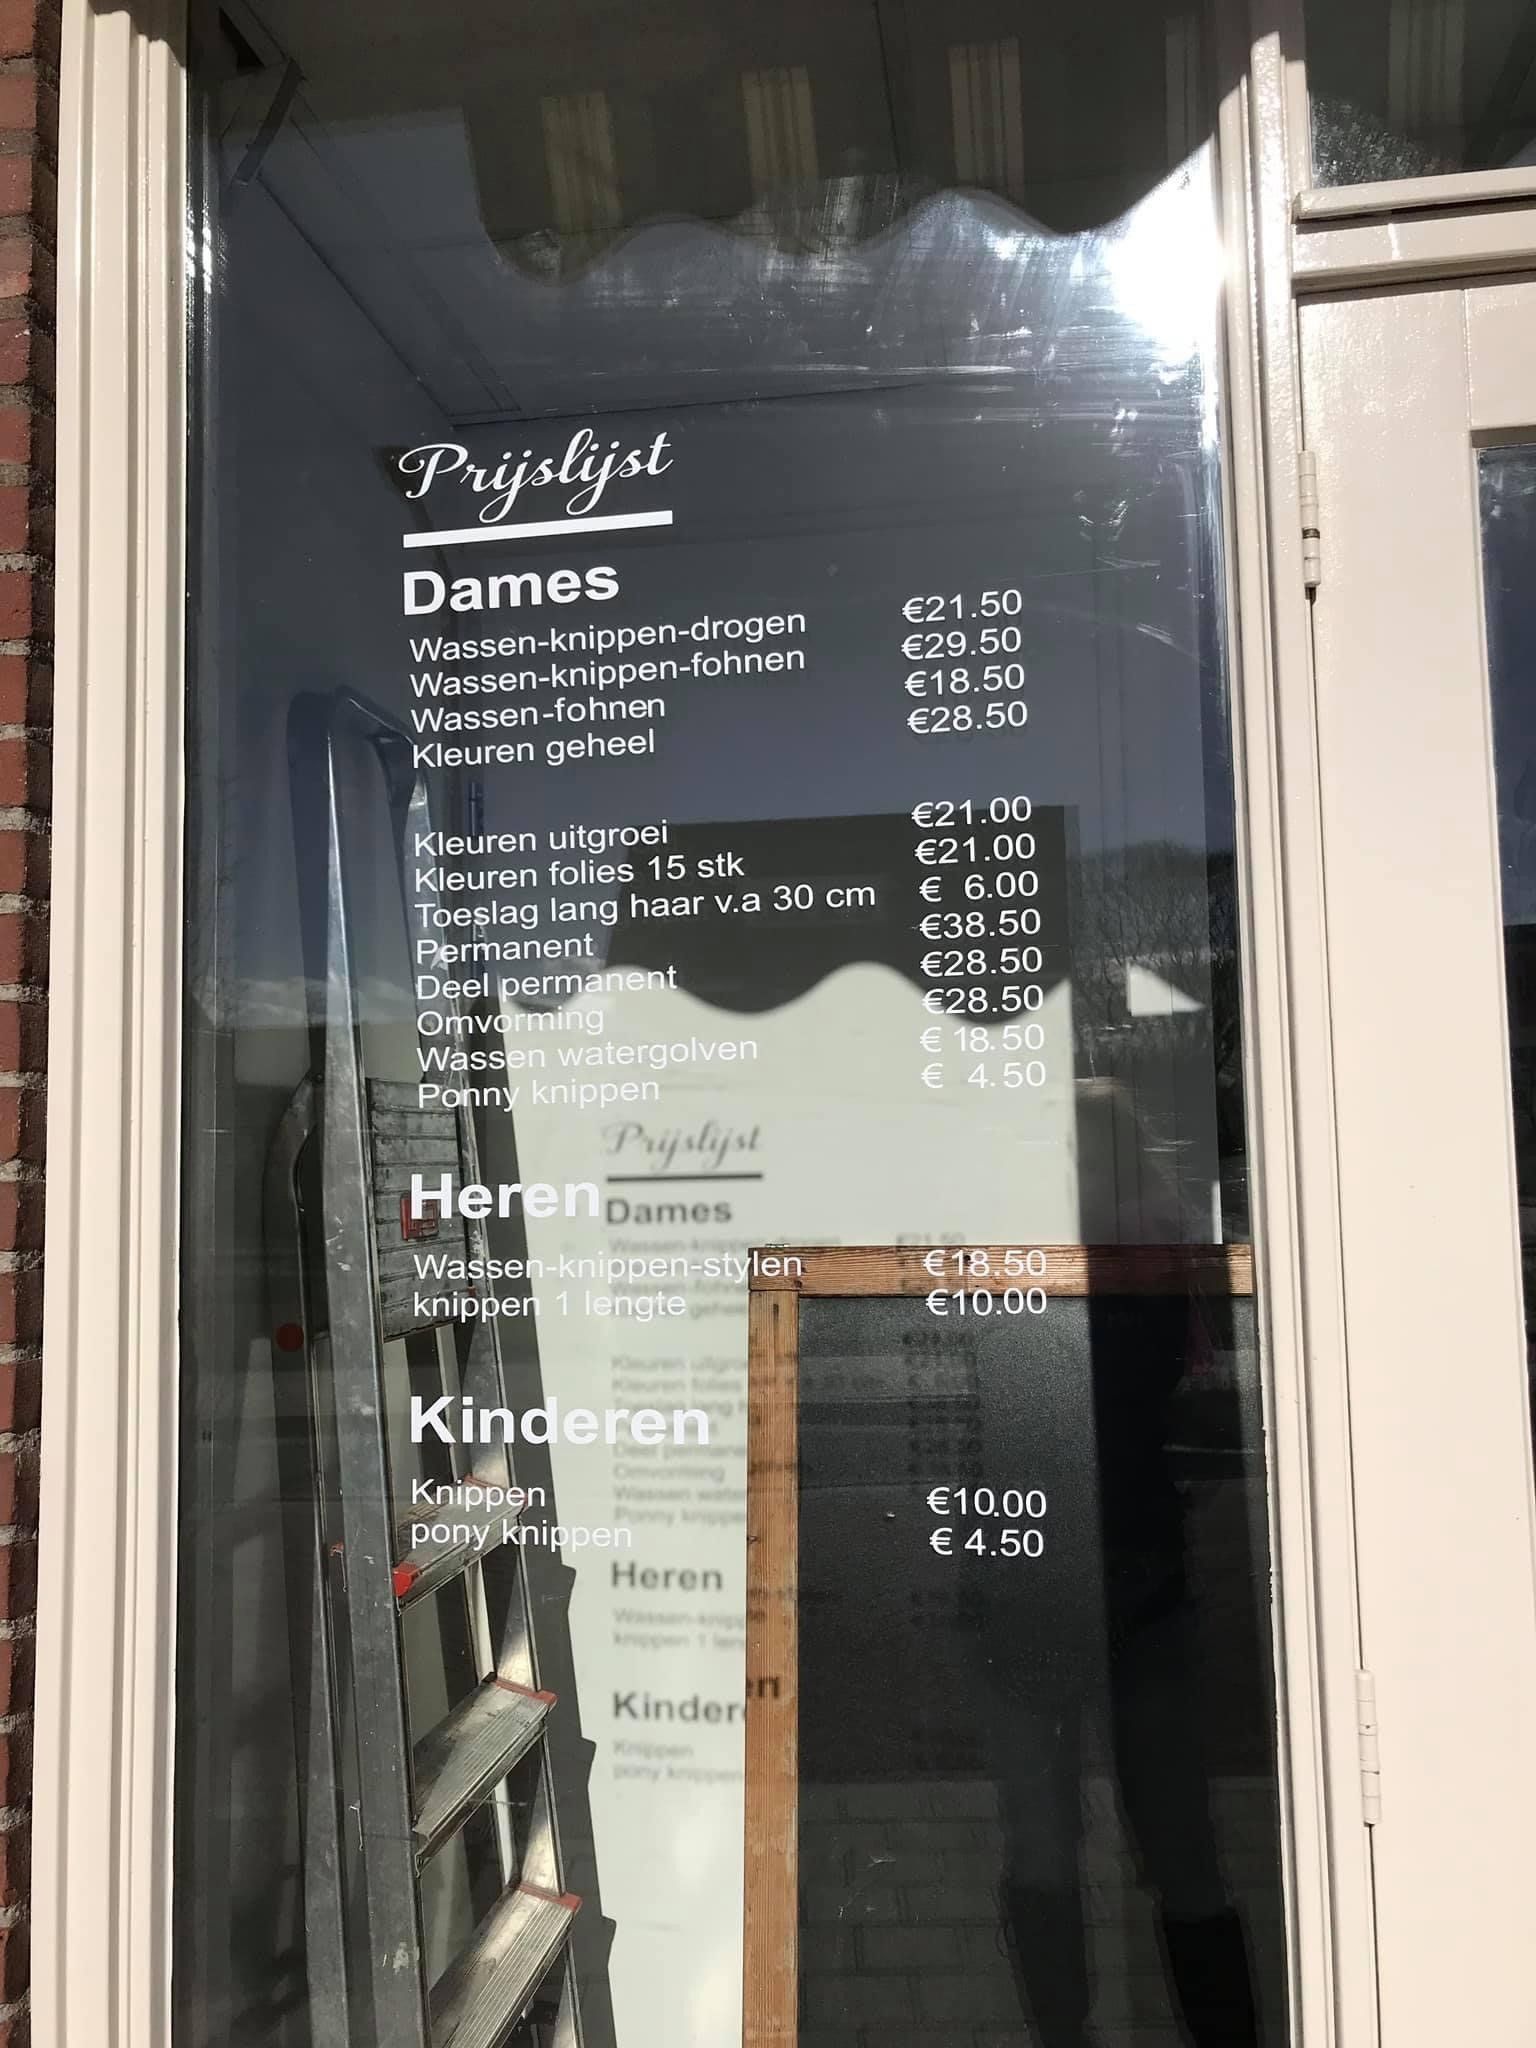 Prijslijst
Dames
Wassen-knippen-drogen €21.50
Wassen-knippen-fohnen €29.50
Wassen-fohnen €18.50
Kleuren geheel €28.50
Kleuren uitgroei €21.00
Kleuren folies 15 stk €21.00
Toeslag lang haar v.a 30 cm € 6.00
Permanent €38.50
Deel permanent €28.50
Omvorming €28.50
Wassen watergolven € 18.50
Ponny knippen € 4.50
Heren
Wassen-knippen-stylen €18.50
knippen 1 lengte €10.00
Kinderen
Knippen €10.00
pony knippen € 4.50